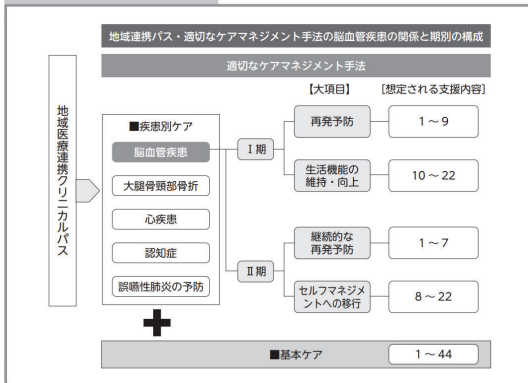 地域連携パス・適切なケアマネジメント手法の脳血管疾患の関係と期別の構成
適切なケアマネジメント手法
【大項目】
［想定される支援内容］
地域医療連携クリニカルパス
■疾患別ケア
脳血管疾患
大腿骨頸部骨折
心疾患
認知症
誤嚥性肺炎の予防
Ⅰ期
再発予防
1～9
生活機能の
維持・向上
10～22
Ⅱ期
継続的な
再発予防
1～7
セルフマネジメ
ントへの移行
8～22
■基本ケア
1～44